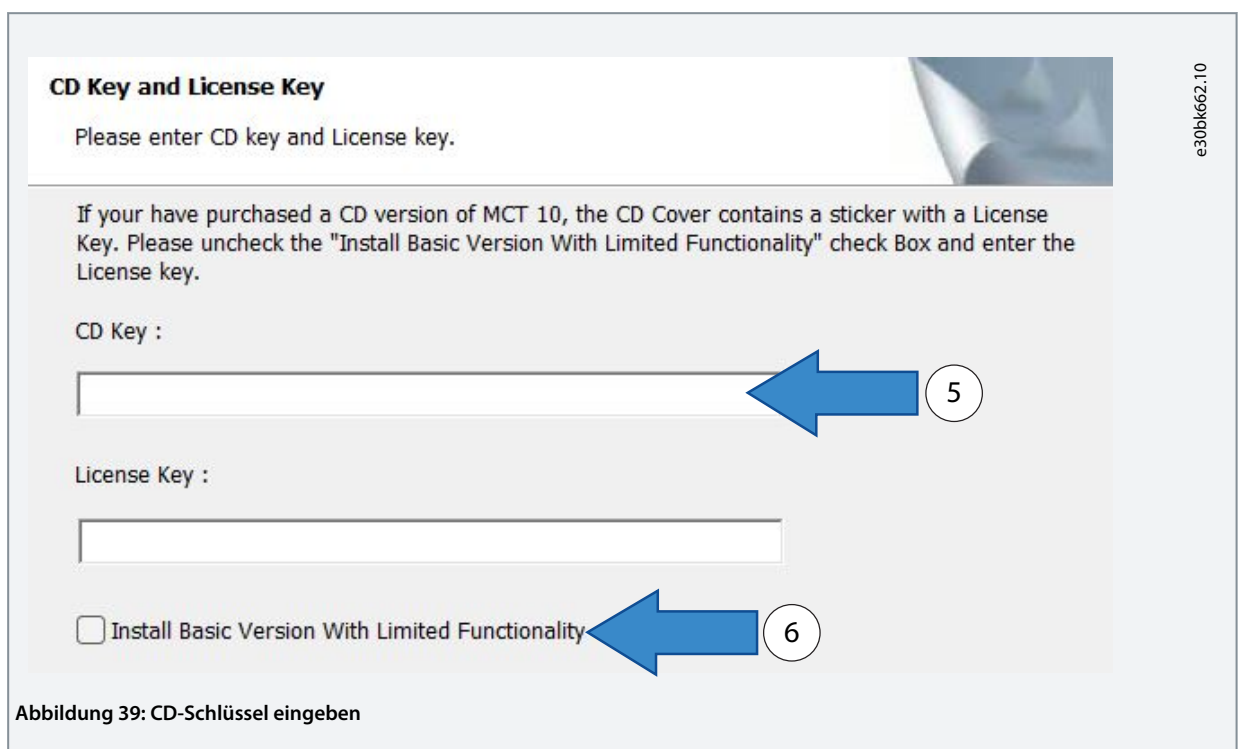 CD Key and License Key
Please enter CD key and License key.
e30bk662.10
If your have purchased a CD version of MCT 10, the CD Cover contains a sticker with a License
Key. Please uncheck the "Install Basic Version With Limited Functionality" check Box and enter the
License key.
CD Key :
5
License Key :
Install Basic Version With Limited Functionality
6
Abbildung 39: CD-Schlüssel eingeben